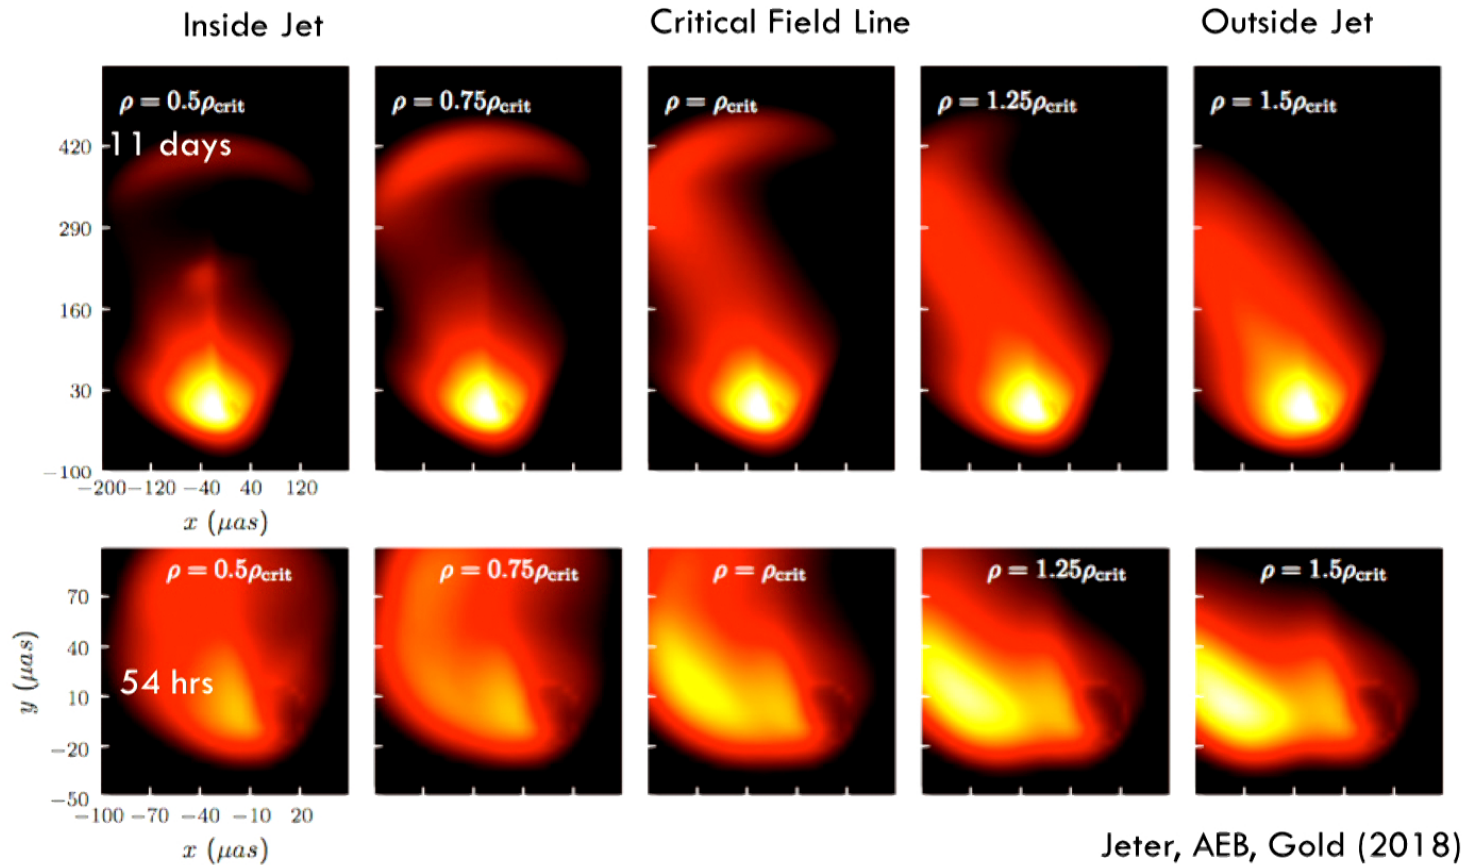 Inside Jet
Critical Field Line
Outside Jet
ρ = 0.5ρcrit
ρ = 0.75ρcrit
ρ = ρcrit
ρ = 1.25ρcrit
ρ = 1.5ρcrit
11 days
420
290
160
30
−100
−200 −120 −40 40 120
x (μas)
ρ = 0.5ρcrit
ρ = 0.75ρcrit
ρ = ρcrit
ρ = 1.25ρcrit
ρ = 1.5ρcrit
54 hrs
y (μas)
70
40
10
−20
−50
−100 −70 −40 −10 20
x (μas)
Jeter, AEB, Gold (2018)